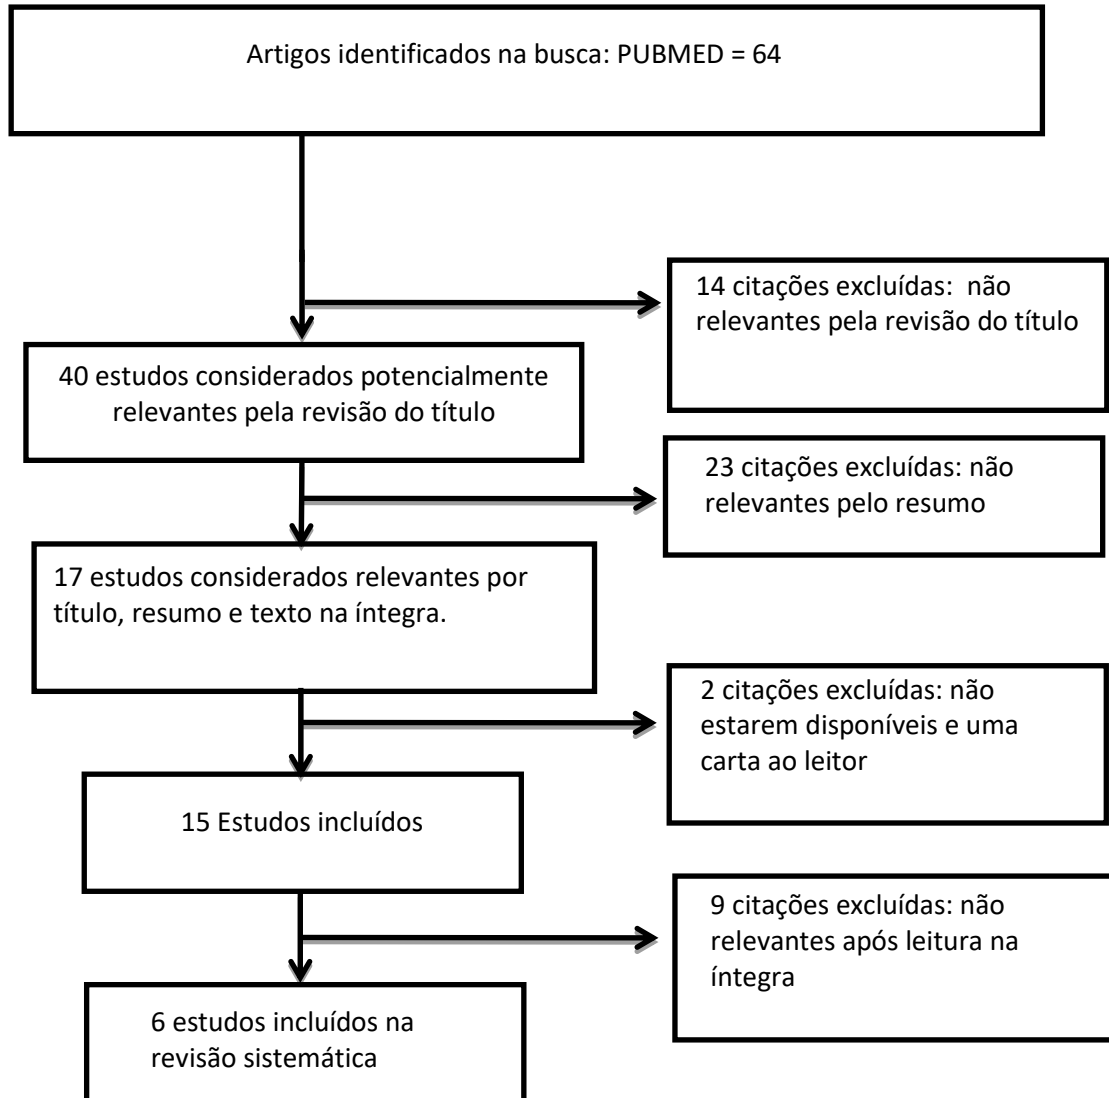 Artigos identificados na busca: PUBMED = 64
14 citações excluídas: não
relevantes pela revisão do título
40 estudos considerados potencialmente
relevantes pela revisão do título
23 citações excluídas: não
relevantes pelo resumo
17 estudos considerados relevantes por
título, resumo e texto na íntegra.
2 citações excluídas: não
estarem disponíveis e uma
carta ao leitor
15 Estudos incluídos
9 citações excluídas: não
relevantes após leitura na
íntegra
6 estudos incluídos na
revisão sistemática